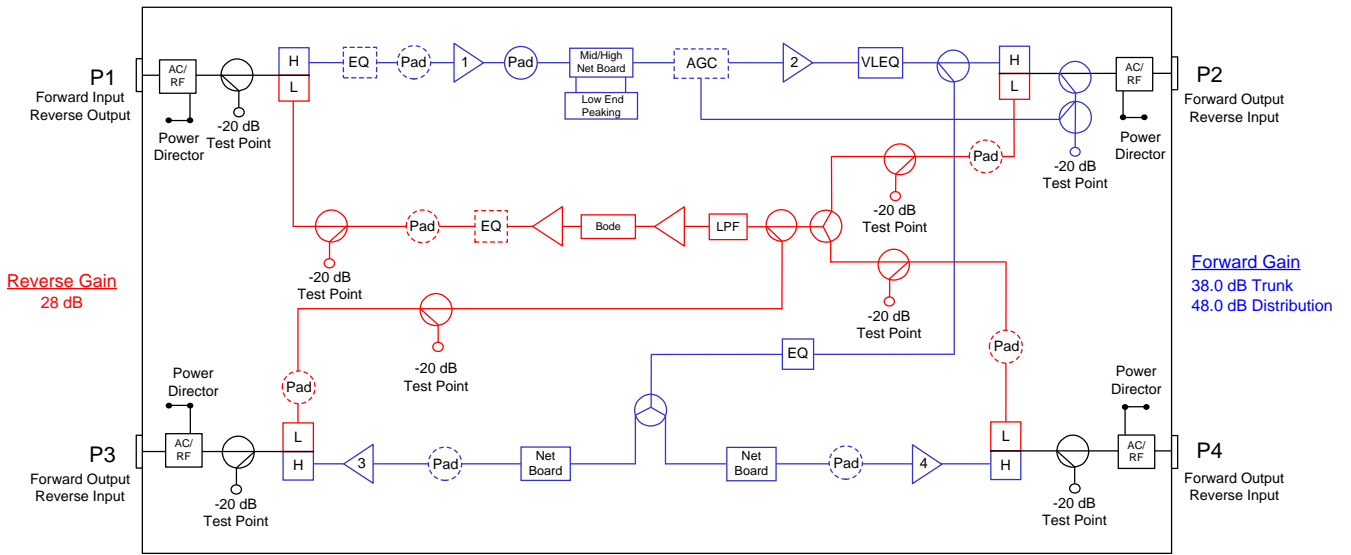 P1
Forward Input
Reverse Output
AC/
RF
Power
Director
-20 dB
Test Point
H
L
EQ
Pad
1
Pad
Mid/High
Net Board
Low End
Peaking
AGC
2
VLEQ
H
L
-20 dB
Test Point
AC/
RF
Power
Director
P2
Forward Output
Reverse Input
Pad
-20 dB
Test Point
-20 dB
Test Point
Pad
EQ
Bode
LPF
-20 dB
Test Point
Reverse Gain
28 dB
Forward Gain
38.0 dB Trunk
48.0 dB Distribution
-20 dB
Test Point
Pad
EQ
Pad
Power
Director
P3
Forward Output
Reverse Input
AC/
RF
-20 dB
Test Point
L
H
3
Pad
Net
Board
Net
Board
Pad
4
L
H
-20 dB
Test Point
Power
Director
AC/
RF
P4
Forward Output
Reverse Input